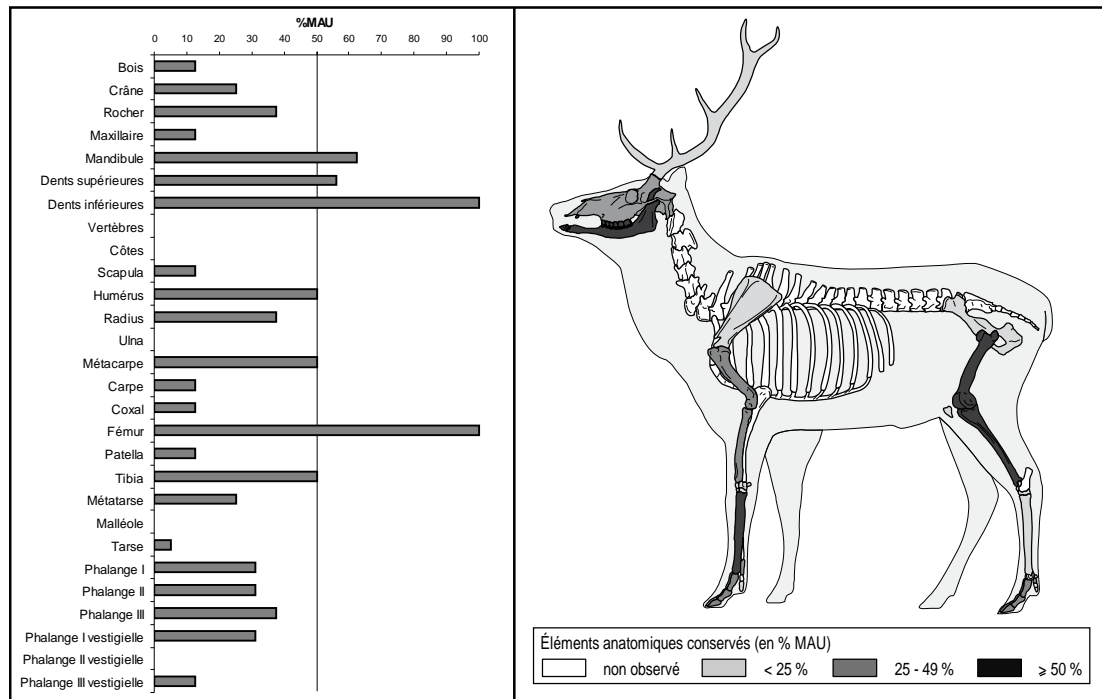 %MAU
0 10 20 30 40 50 60 70 80 90 100
Bois
Crâne
Rocher
Maxillaire
Mandibule
Dents supérieures
Dents inférieures
Vertèbres
Côtes
Scapula
Humérus
Radius
Ulna
Métacarpe
Carpe
Coxal
Fémur
Patella
Tibia
Métatarse
Malléole
Tarse
Phalange I
Phalange II
Phalange III
Phalange I vestigielle
Phalange II vestigielle
Phalange III vestigielle
Éléments anatomiques conservés (en % MAU)
non observé < 25 % 25 - 49 % ⩾ 50 %